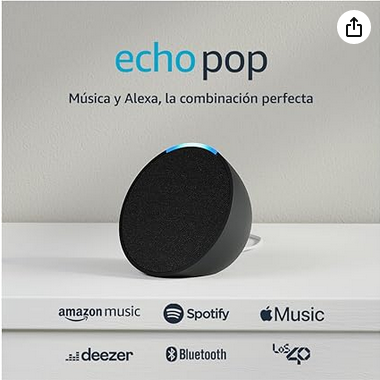 echo pop
Música y Alexa, la combinación perfecta
amazon music Spotify Music
deezer Bluetooth LOS40